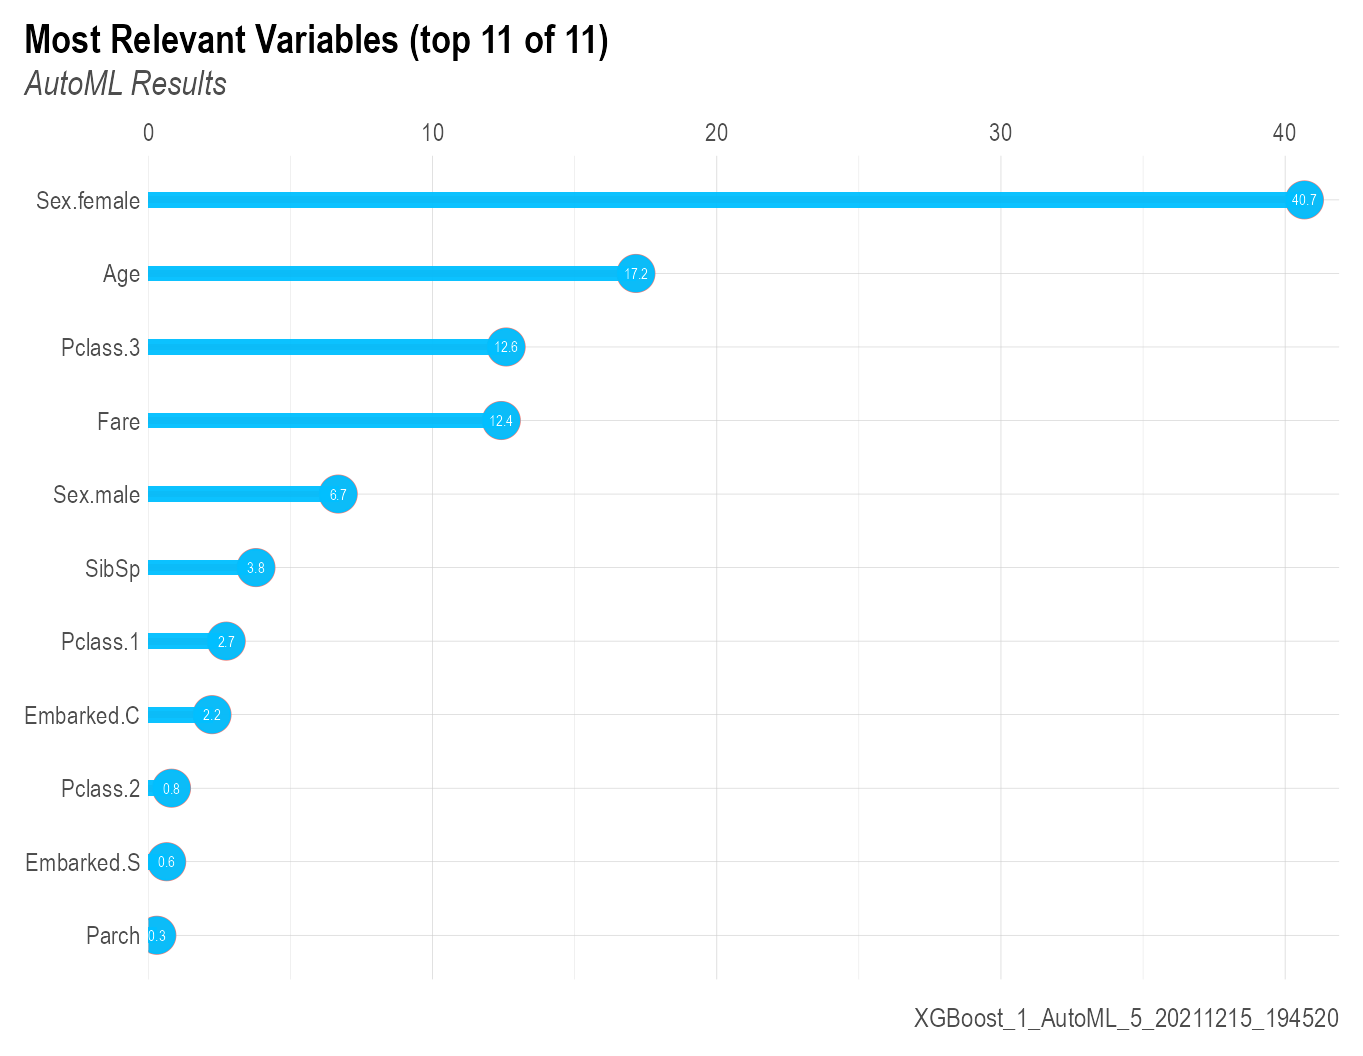 Most Relevant Variables (top 11 of 11)
AutoML Results
0 10 20 30 40
Sex.female 40.7
Age 17.2
Pclass.3 12.6
Fare 12.4
Sex.male 6.7
SibSp 3.8
Pclass.1 2.7
Embarked.C 2.2
Pclass.2 0.8
Embarked.S 0.6
Parch 0.3
XGBoost_1_AutoML_5_20211215_194520